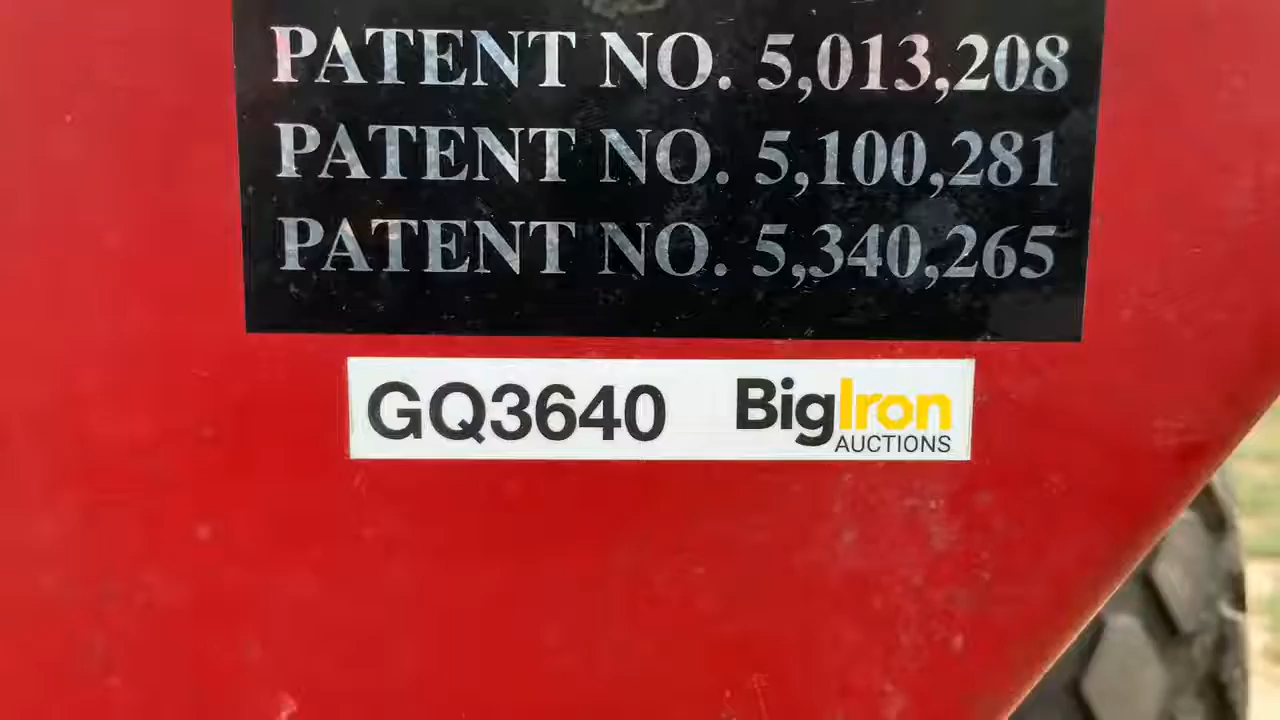 PATENT NO. 5,013,208
PATENT NO. 5,100,281
PATENT NO. 5,340,265
GQ3640 BigIron
AUCTIONS